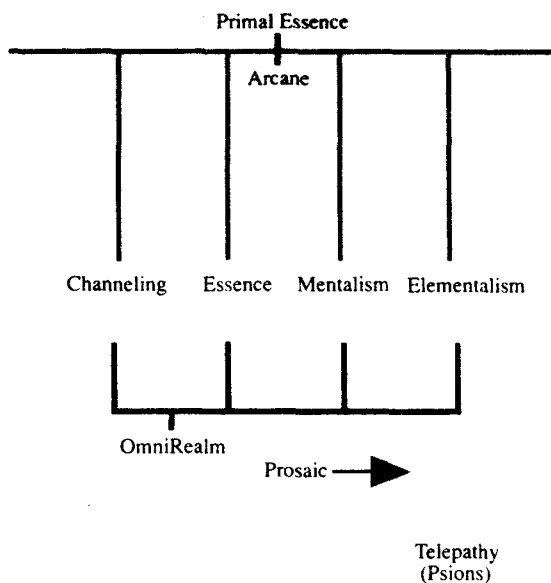 Primal Essence
Arcane
Channeling Essence Mentalism Elementalism
OmniRealm
Prosaic
Telepathy
(Psions)